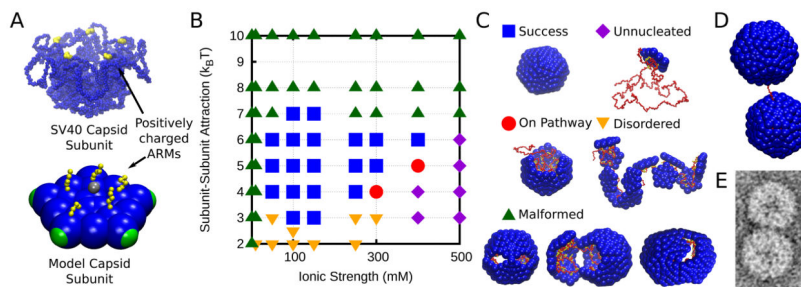 A
SV40 Capsid
Subunit
Positively
charged
ARMs
Model Capsid
Subunit
B
Subunit-Subunit Attraction (kBT)
10
9
8
7
6
5
4
3
2
100
300
500
Ionic Strength (mM)
C
Success
Unnucleated
On Pathway
Disordered
Malformed
D
E